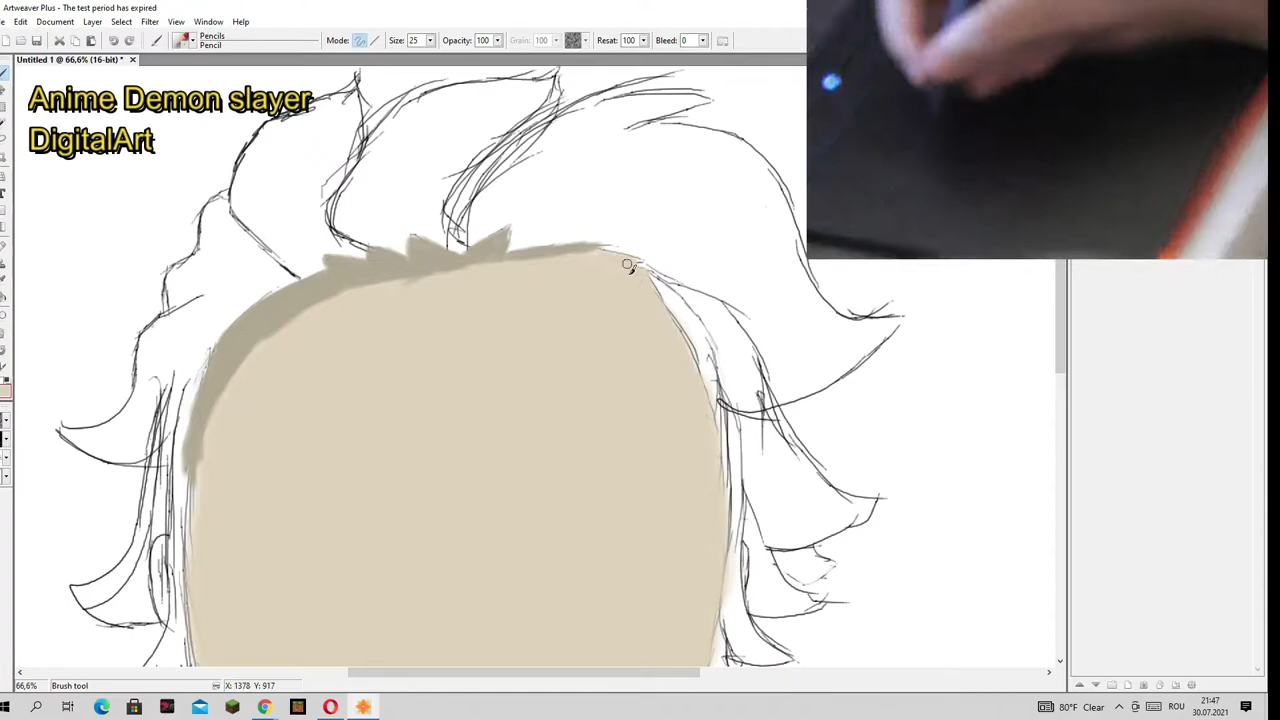 Artweaver Plus - The test period has expired
Edit Document Layer Select Filter View Window Help
Pencils
Pencil
Mode: Size: 25 Opacity: 100 Grain: 100 Resat: 100 Bleed: 0
Untitled 1 @ 66,6% (16-bit) *
Anime Demon slayer
DigitalArt
66,6% Brush tool X: 1378 Y: 917
80°F Clear ROU 21:47
30.07.2021